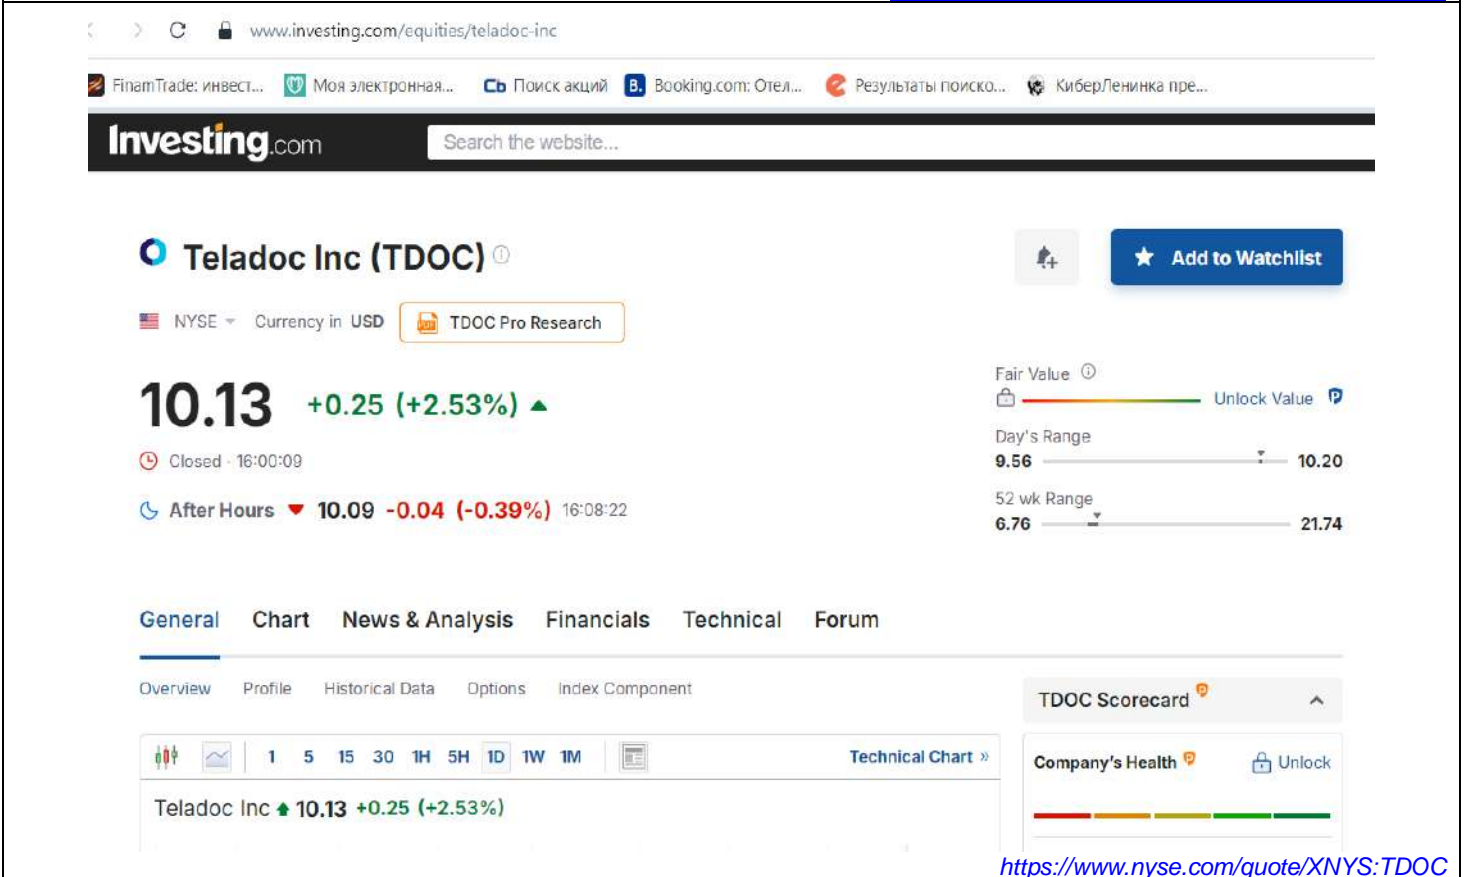 www.investing.com/equities/teladoc-inc
FinamTrade: инвест... Моя электронная... Сb Поиск акций B. Booking.com: Отел... Результаты поиско... КиберЛенинка пре...
Investing.com Search the website...
Teladoc Inc (TDOC)
Add to Watchlist
NYSE Currency in USD TDOC Pro Research
10.13 +0.25 (+2.53%)
Closed · 16:00:09
After Hours 10.09 -0.04 (-0.39%) 16:08:22
Fair Value
Unlock Value
Day's Range
9.56 10.20
52 wk Range
6.76 21.74
General Chart News & Analysis Financials Technical Forum
Overview Profile Historical Data Options Index Component
1 5 15 30 1H 5H 1D 1W 1M Technical Chart »
Teladoc Inc 10.13 +0.25 (+2.53%)
TDOC Scorecard
Company's Health Unlock
https://www.nyse.com/quote/XNYS:TDOC